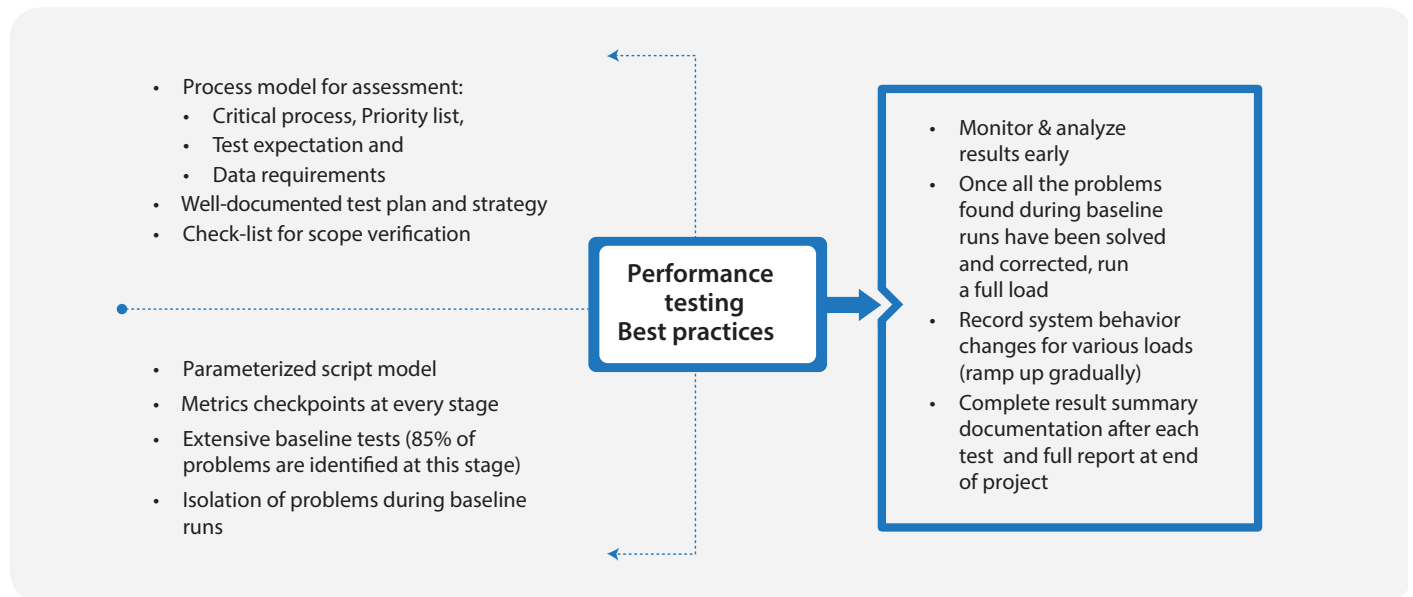 • Process model for assessment:
• Critical process, Priority list,
• Test expectation and
• Data requirements
• Well-documented test plan and strategy
• Check-list for scope verification
• Parameterized script model
• Metrics checkpoints at every stage
• Extensive baseline tests (85% of
problems are identified at this stage)
• Isolation of problems during baseline
runs
Performance
testing
Best practices
• Monitor & analyze
results early
• Once all the problems
found during baseline
runs have been solved
and corrected, run
a full load
• Record system behavior
changes for various loads
(ramp up gradually)
• Complete result summary
documentation after each
test and full report at end
of project